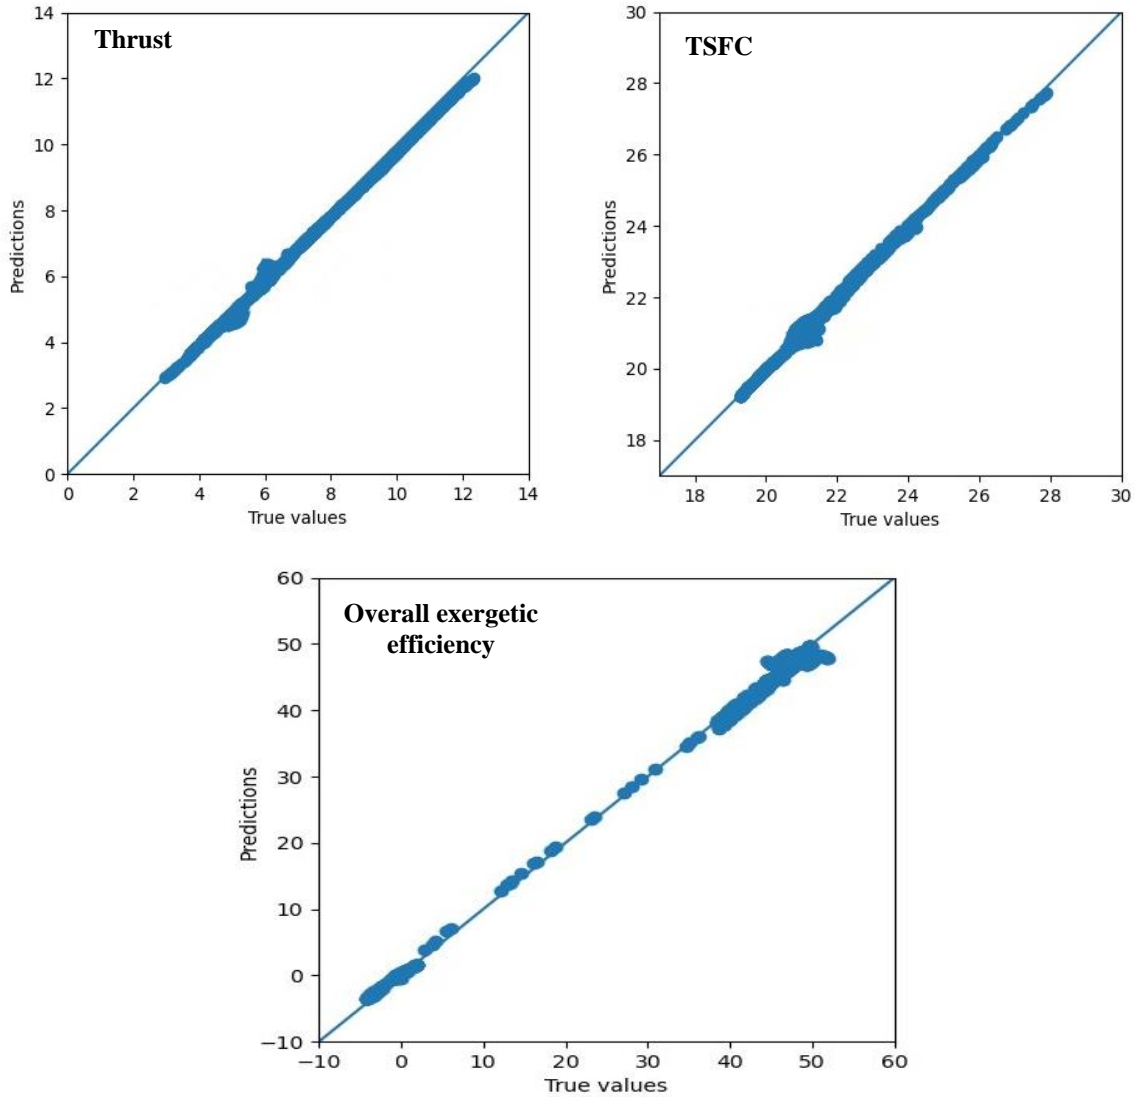 Thrust
14
12
10
8
6
4
2
0
Predictions
0 2 4 6 8 10 12 14
True values
TSFC
30
28
26
24
22
20
18
Predictions
18 20 22 24 26 28 30
True values
Overall exergetic
efficiency
60
50
40
30
20
10
0
−10
Predictions
−10 0 10 20 30 40 50 60
True values